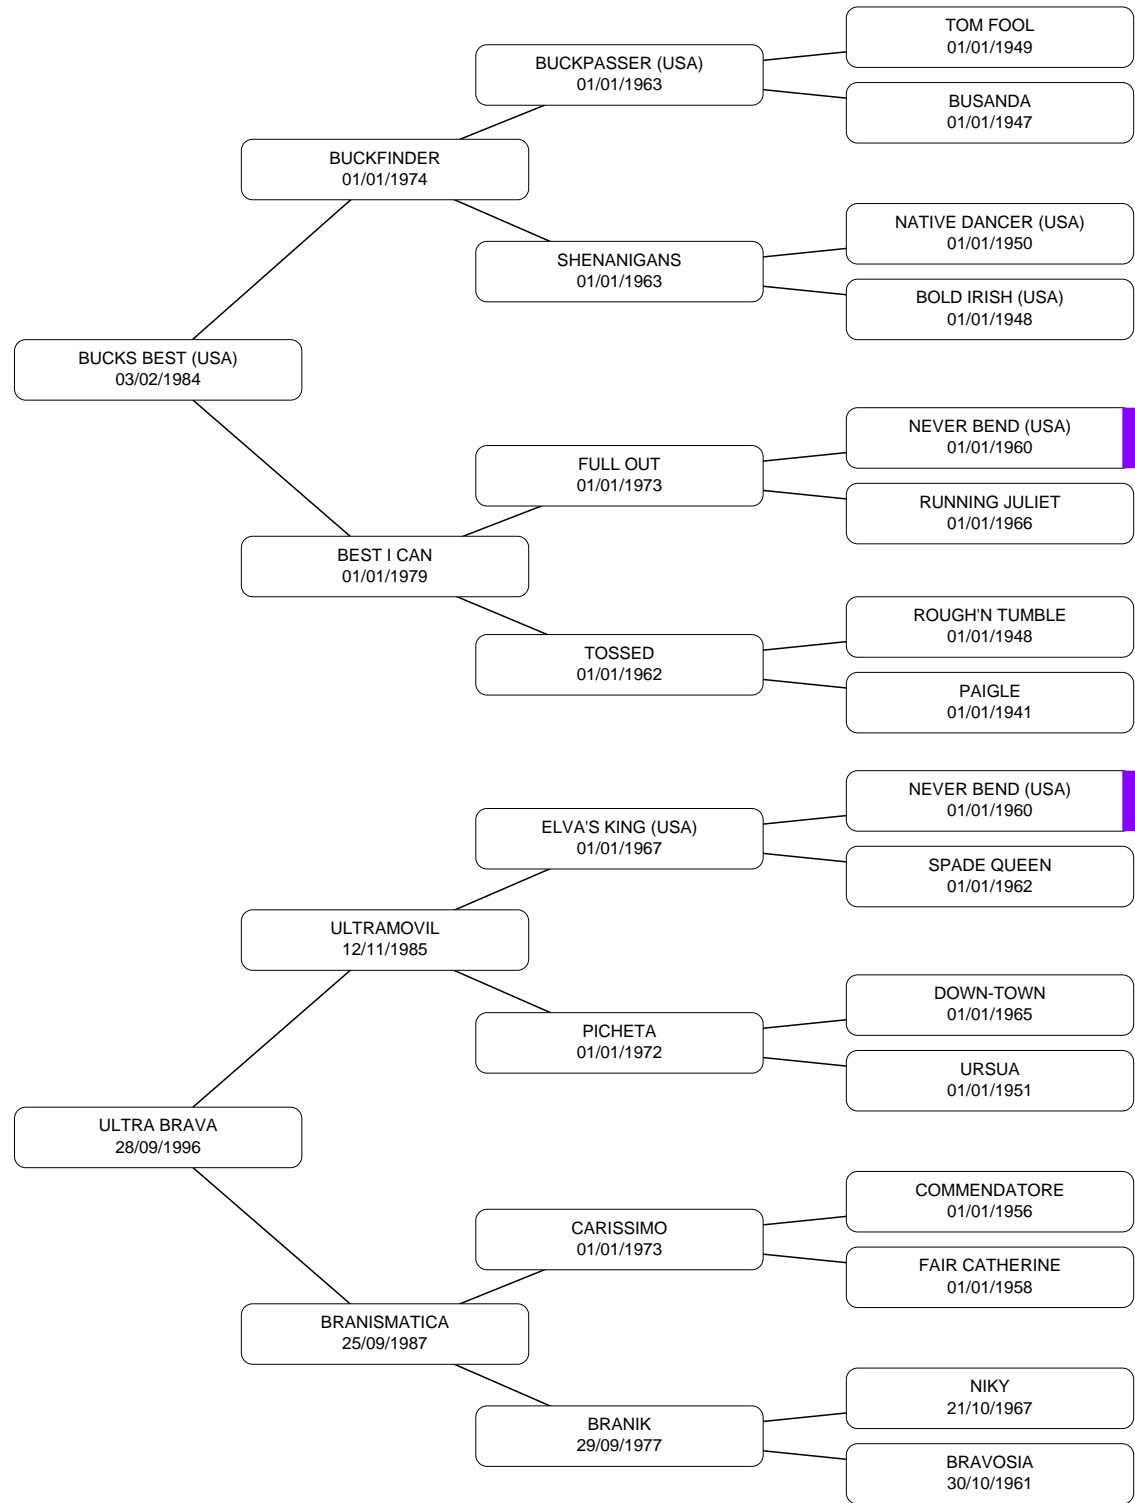 TOM FOOL
01/01/1949
BUCKPASSER (USA)
01/01/1963
BUSANDA
01/01/1947
BUCKFINDER
01/01/1974
NATIVE DANCER (USA)
01/01/1950
SHENANIGANS
01/01/1963
BOLD IRISH (USA)
01/01/1948
BUCKS BEST (USA)
03/02/1984
NEVER BEND (USA)
01/01/1960
FULL OUT
01/01/1973
RUNNING JULIET
01/01/1966
BEST I CAN
01/01/1979
ROUGH'N TUMBLE
01/01/1948
TOSSED
01/01/1962
PAIGLE
01/01/1941
NEVER BEND (USA)
01/01/1960
ELVA'S KING (USA)
01/01/1967
SPADE QUEEN
01/01/1962
ULTRAMOVIL
12/11/1985
DOWN-TOWN
01/01/1965
PICHETA
01/01/1972
URSUA
01/01/1951
ULTRA BRAVA
28/09/1996
COMMENDATORE
01/01/1956
CARISSIMO
01/01/1973
FAIR CATHERINE
01/01/1958
BRANISMATICA
25/09/1987
NIKY
21/10/1967
BRANIK
29/09/1977
BRAVOSIA
30/10/1961